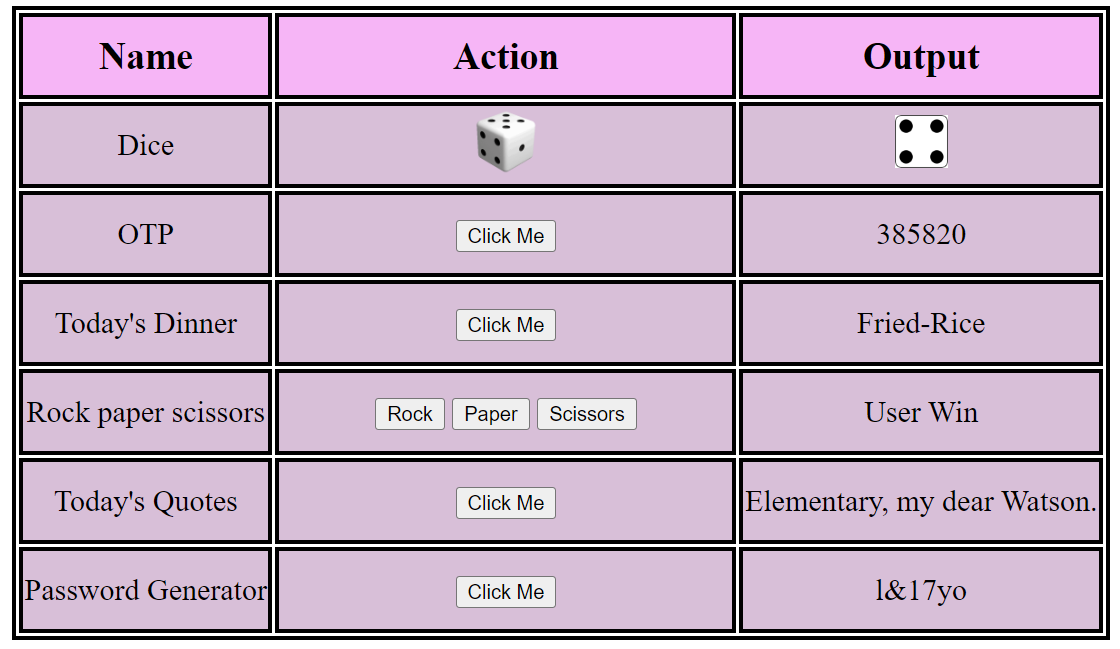 Name Action Output
Dice
OTP Click Me 385820
Today's Dinner Click Me Fried-Rice
Rock paper scissors Rock Paper Scissors User Win
Today's Quotes Click Me Elementary, my dear Watson.
Password Generator Click Me l&17yo